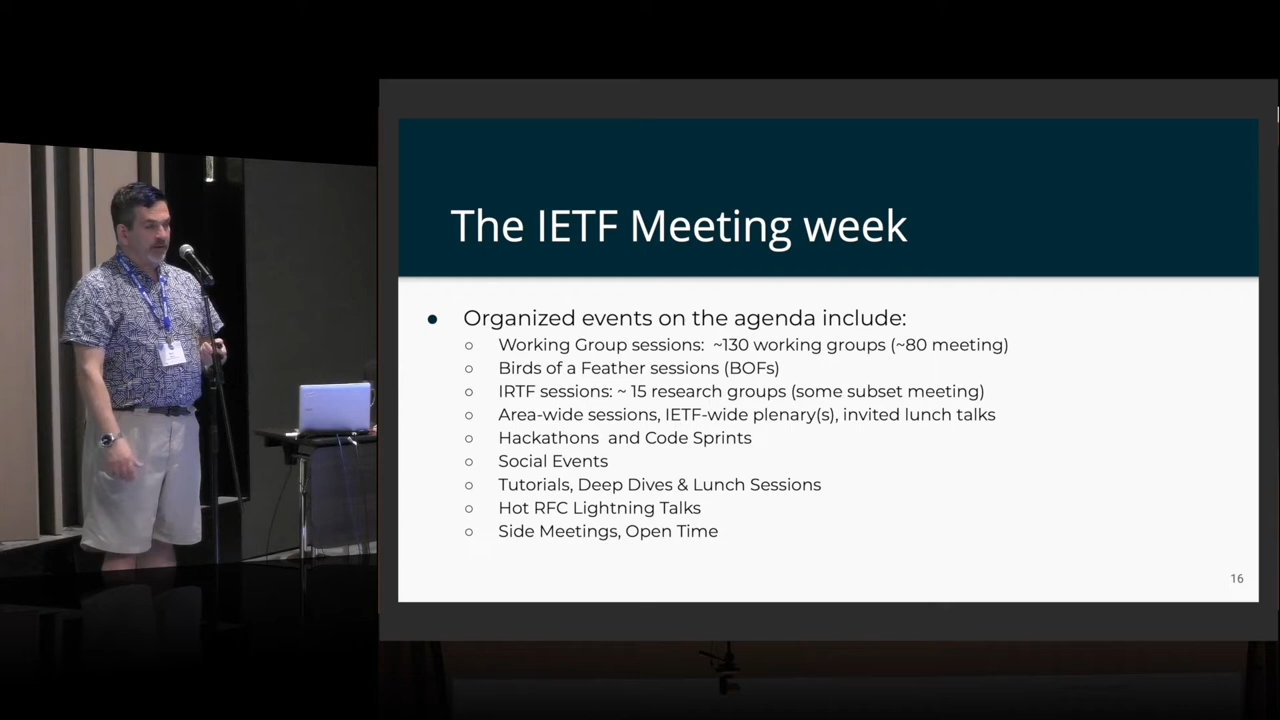 The IETF Meeting week
● Organized events on the agenda include:
○ Working Group sessions: ~130 working groups (~80 meeting)
○ Birds of a Feather sessions (BOFs)
○ IRTF sessions: ~ 15 research groups (some subset meeting)
○ Area-wide sessions, IETF-wide plenary(s), invited lunch talks
○ Hackathons and Code Sprints
○ Social Events
○ Tutorials, Deep Dives & Lunch Sessions
○ Hot RFC Lightning Talks
○ Side Meetings, Open Time
16